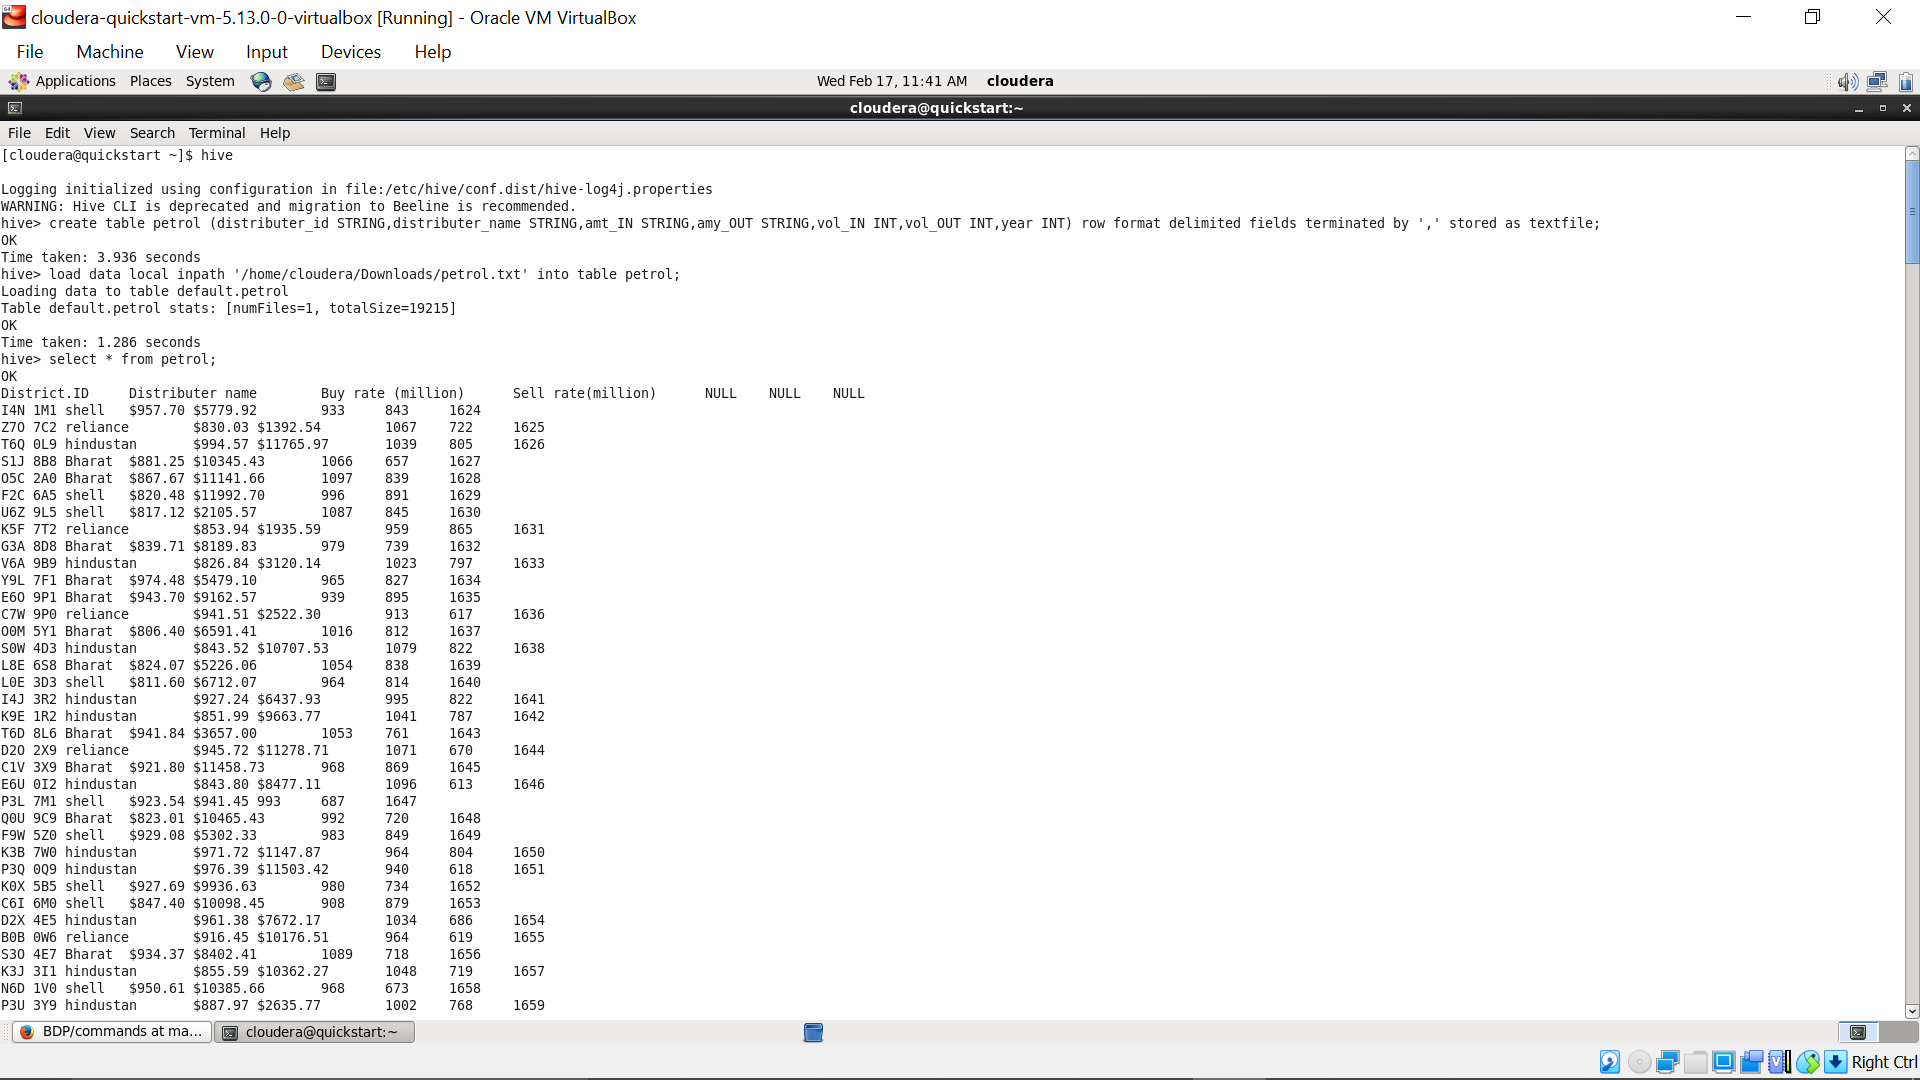 cloudera-quickstart-vm-5.13.0-0-virtualbox [Running] - Oracle VM VirtualBox
File Machine View Input Devices Help
Applications Places System Wed Feb 17, 11:41 AM cloudera
cloudera@quickstart:~
File Edit View Search Terminal Help
[cloudera@quickstart ~]$ hive
Logging initialized using configuration in file:/etc/hive/conf.dist/hive-log4j.properties
WARNING: Hive CLI is deprecated and migration to Beeline is recommended.
hive> create table petrol (distributer_id STRING,distributer_name STRING,amt_IN STRING,amy_OUT STRING,vol_IN INT,vol_OUT INT,year INT) row format delimited fields terminated by ',' stored as textfile;
OK
Time taken: 3.936 seconds
hive> load data local inpath '/home/cloudera/Downloads/petrol.txt' into table petrol;
Loading data to table default.petrol
Table default.petrol stats: [numFiles=1, totalSize=19215]
OK
Time taken: 1.286 seconds
hive> select * from petrol;
OK
District.ID Distributer name Buy rate (million) Sell rate(million) NULL NULL NULL
I4N 1M1 shell $957.70 $5779.92 933 843 1624
Z7O 7C2 reliance $830.03 $1392.54 1067 722 1625
T6Q 0L9 hindustan $994.57 $11765.97 1039 805 1626
S1J 8B8 Bharat $881.25 $10345.43 1066 657 1627
O5C 2A0 Bharat $867.67 $11141.66 1097 839 1628
F2C 6A5 shell $820.48 $11992.70 996 891 1629
U6Z 9L5 shell $817.12 $2105.57 1087 845 1630
K5F 7T2 reliance $853.94 $1935.59 959 865 1631
G3A 8D8 Bharat $839.71 $8189.83 979 739 1632
V6A 9B9 hindustan $826.84 $3120.14 1023 797 1633
Y9L 7F1 Bharat $974.48 $5479.10 965 827 1634
E6O 9P1 Bharat $943.70 $9162.57 939 895 1635
C7W 9P0 reliance $941.51 $2522.30 913 617 1636
O0M 5Y1 Bharat $806.40 $6591.41 1016 812 1637
S0W 4D3 hindustan $843.52 $10707.53 1079 822 1638
L8E 6S8 Bharat $824.07 $5226.06 1054 838 1639
L0E 3D3 shell $811.60 $6712.07 964 814 1640
I4J 3R2 hindustan $927.24 $6437.93 995 822 1641
K9E 1R2 hindustan $851.99 $9663.77 1041 787 1642
T6D 8L6 Bharat $941.84 $3657.00 1053 761 1643
D2O 2X9 reliance $945.72 $11278.71 1071 670 1644
C1V 3X9 Bharat $921.80 $11458.73 968 869 1645
E6U 0I2 hindustan $843.80 $8477.11 1096 613 1646
P3L 7M1 shell $923.54 $941.45 993 687 1647
Q0U 9C9 Bharat $823.01 $10465.43 992 720 1648
F9W 5Z0 shell $929.08 $5302.33 983 849 1649
K3B 7W0 hindustan $971.72 $1147.87 964 804 1650
P3Q 0Q9 hindustan $976.39 $11503.42 940 618 1651
K0X 5B5 shell $927.69 $9936.63 980 734 1652
C6I 6M0 shell $847.40 $10098.45 908 879 1653
D2X 4E5 hindustan $961.38 $7672.17 1034 686 1654
B0B 0W6 reliance $916.45 $10176.51 964 619 1655
S3O 4E7 Bharat $934.37 $8402.41 1089 718 1656
K3J 3I1 hindustan $855.59 $10362.27 1048 719 1657
N6D 1V0 shell $950.61 $10385.66 968 673 1658
P3U 3Y9 hindustan $887.97 $2635.77 1002 768 1659
BDP/commands at ma... cloudera@quickstart:~
Right Ctrl